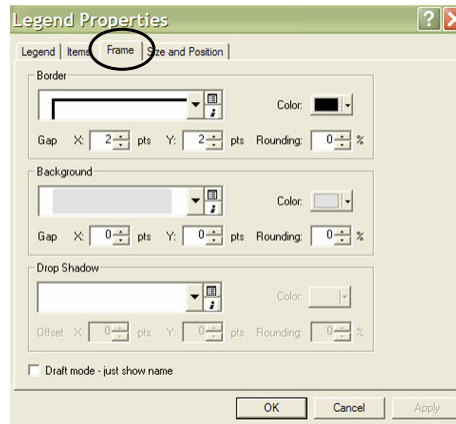 Legend Properties
Legend Items Frame Size and Position
Border
Color:
Gap X: 2 pts Y: 2 pts Rounding: 0 %
Background
Color:
Gap X: 0 pts Y: 0 pts Rounding: 0 %
Drop Shadow
Color:
Offset X: 0 pts Y: 0 pts Rounding: 0 %
Draft mode - just show name
OK Cancel Apply